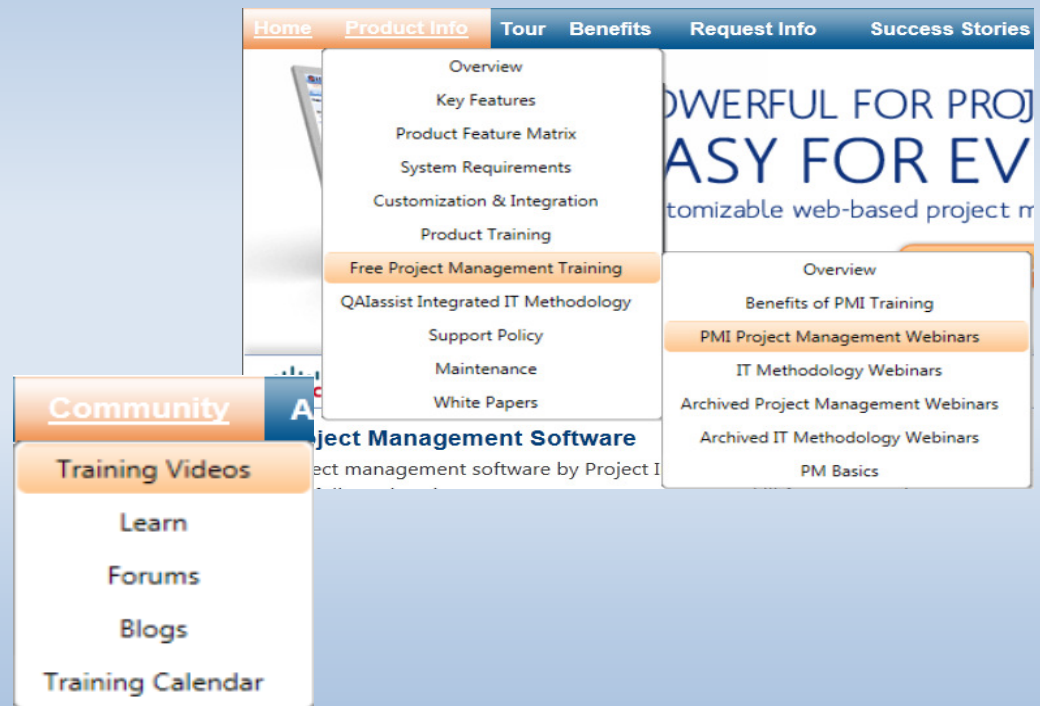 Home Product Info Tour Benefits Request Info Success Stories
Overview
Key Features
Product Feature Matrix
System Requirements
Customization & Integration
Product Training
Free Project Management Training
QAIassist Integrated IT Methodology
Support Policy
Maintenance
White Papers
OWERFUL FOR PROJ
ASY FOR EV
tomizable web-based project m
Overview
Benefits of PMI Training
PMI Project Management Webinars
IT Methodology Webinars
Archived Project Management Webinars
Archived IT Methodology Webinars
PM Basics
ject Management Software
ect management software by Project I
Community A
Training Videos
Learn
Forums
Blogs
Training Calendar